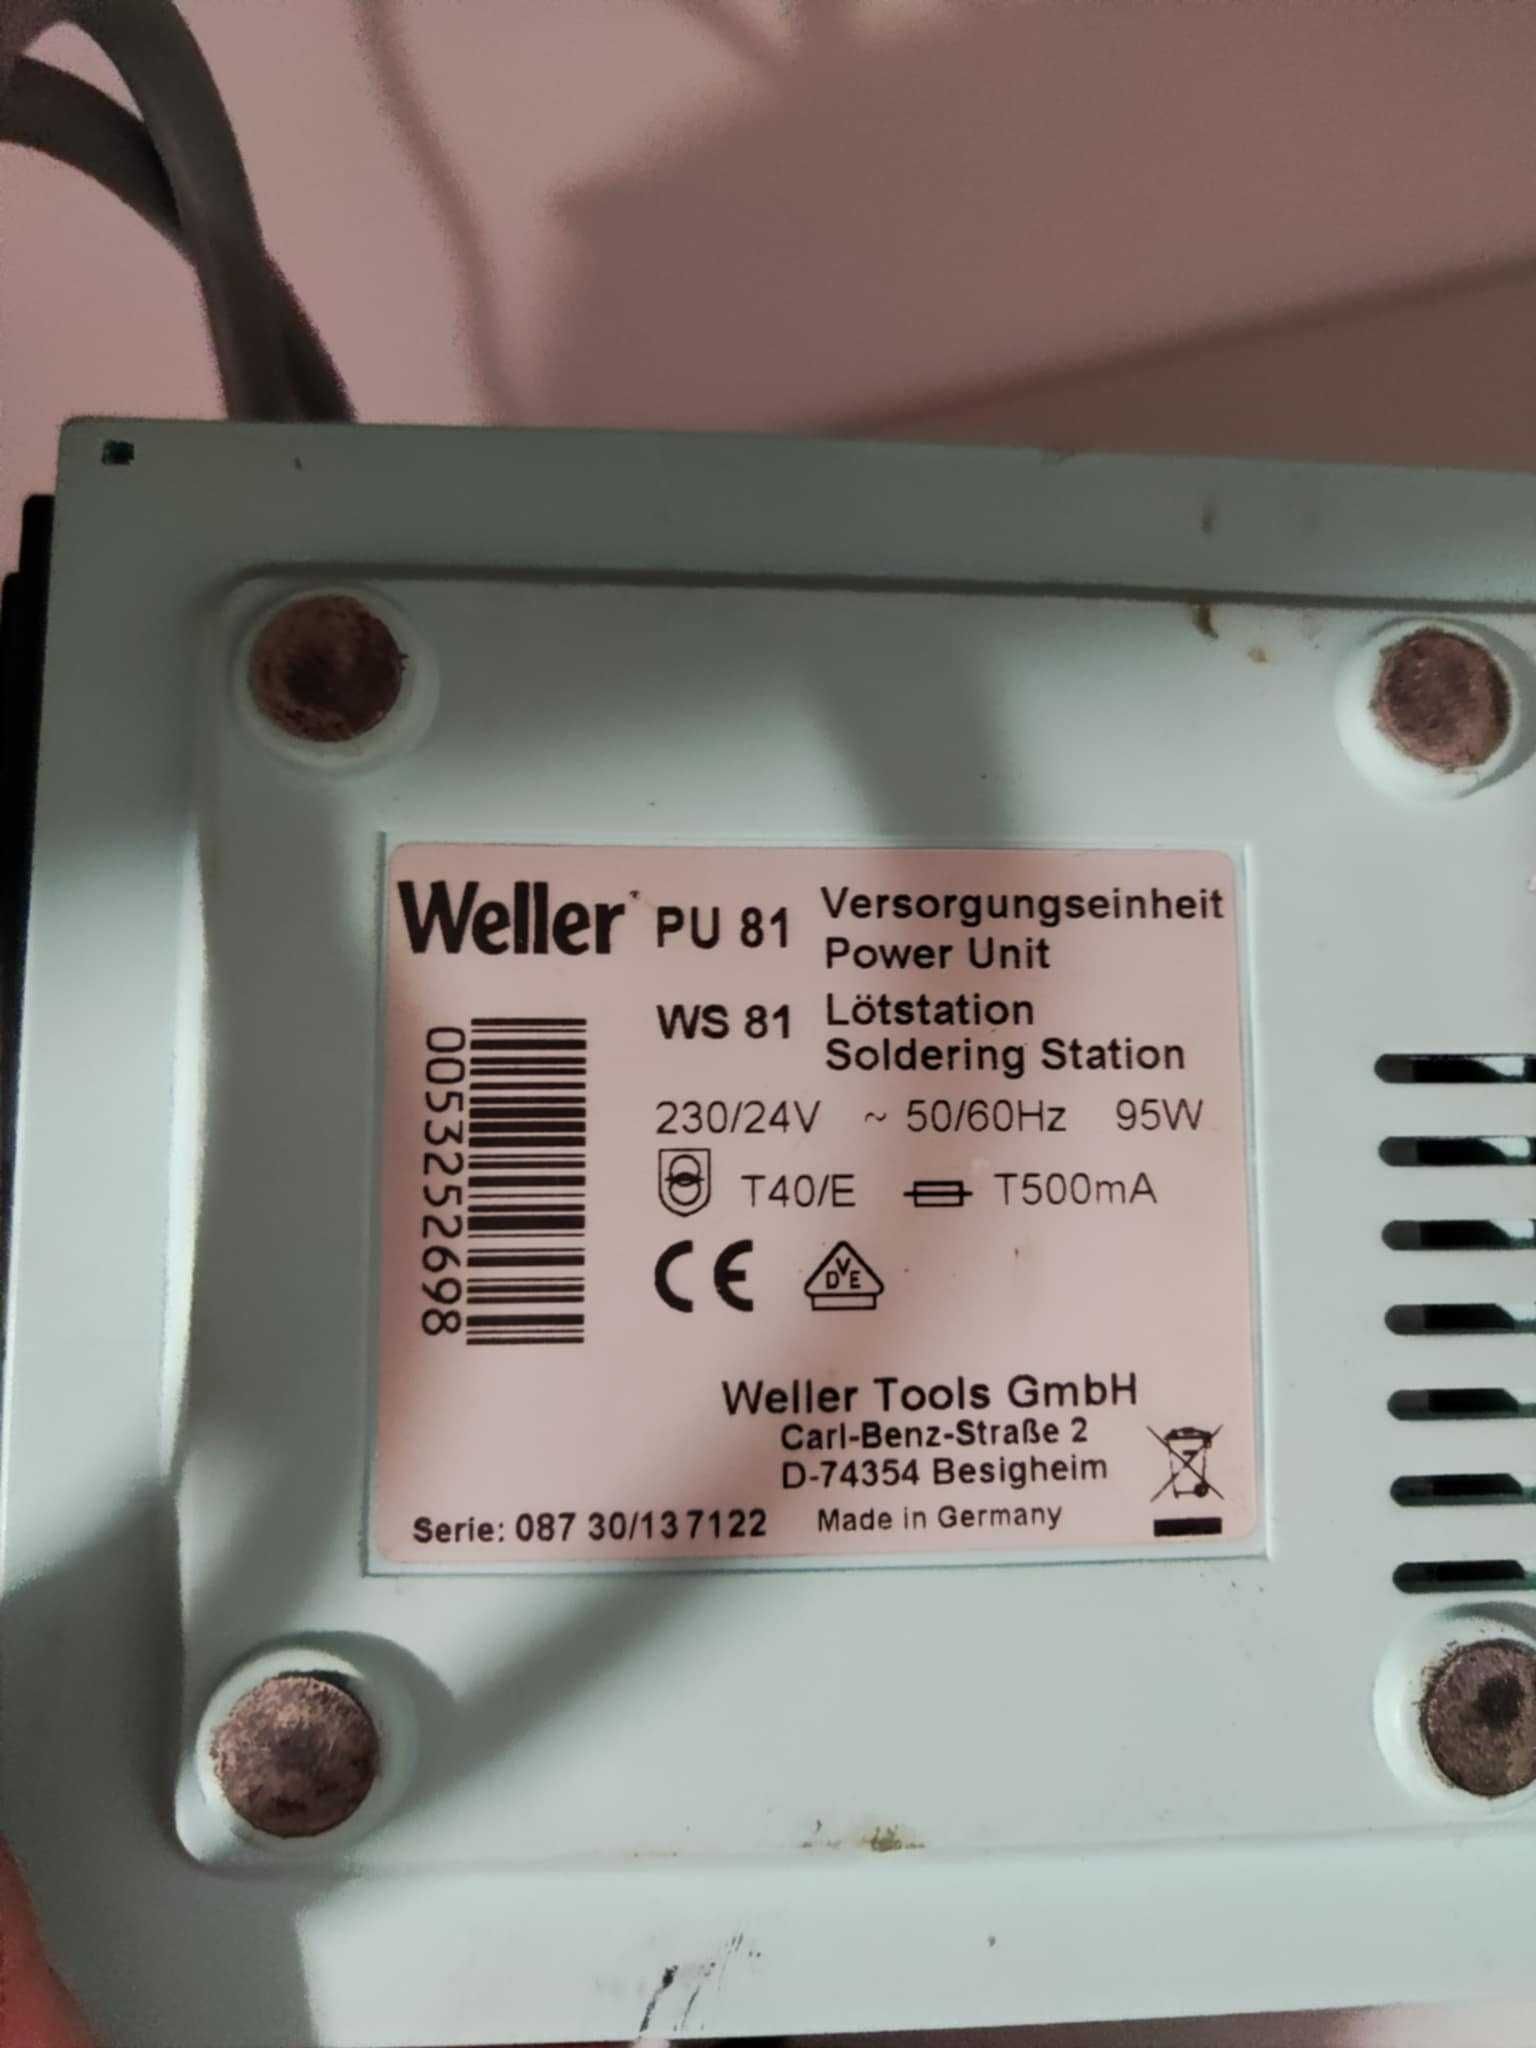 Weller PU 81 Versorgungseinheit
Power Unit
WS 81 Lötstation
Soldering Station
0053252698
230/24V ~ 50/60Hz 95W
T40/E T500mA
CE DVE
Weller Tools GmbH
Carl-Benz-Straße 2
D-74354 Besigheim
Serie: 087 30/13 7122 Made in Germany